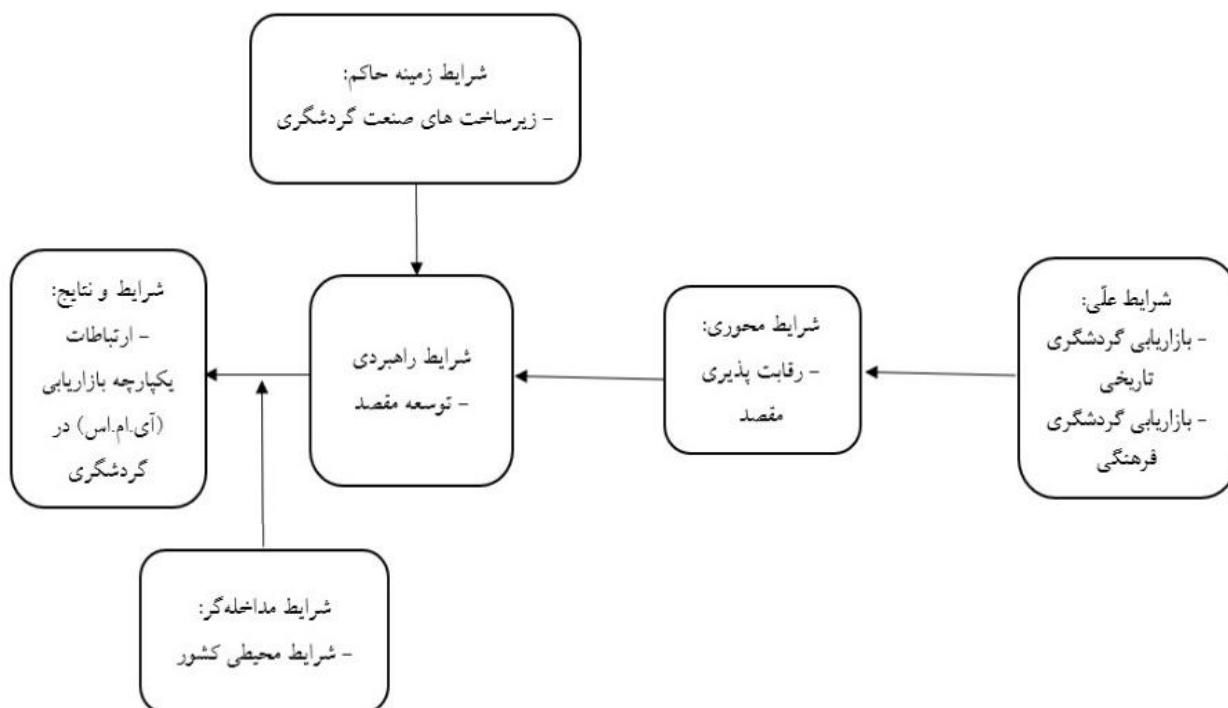 شرایط زمینه حاکم:
- زیرساخت های صنعت گردشگری
شرایط علّی:
- بازاریابی گردشگری
تاریخی
- بازاریابی گردشگری
فرهنگی
شرایط محوری:
- رقابت پذیری
مقصد
شرایط راهبردی
- توسعه مقصد
شرایط و نتایج:
- ارتباطات
یکپارچه بازاریابی
(آی.ام.اس) در
گردشگری
شرایط مداخله‌گر:
- شرایط محیطی کشور